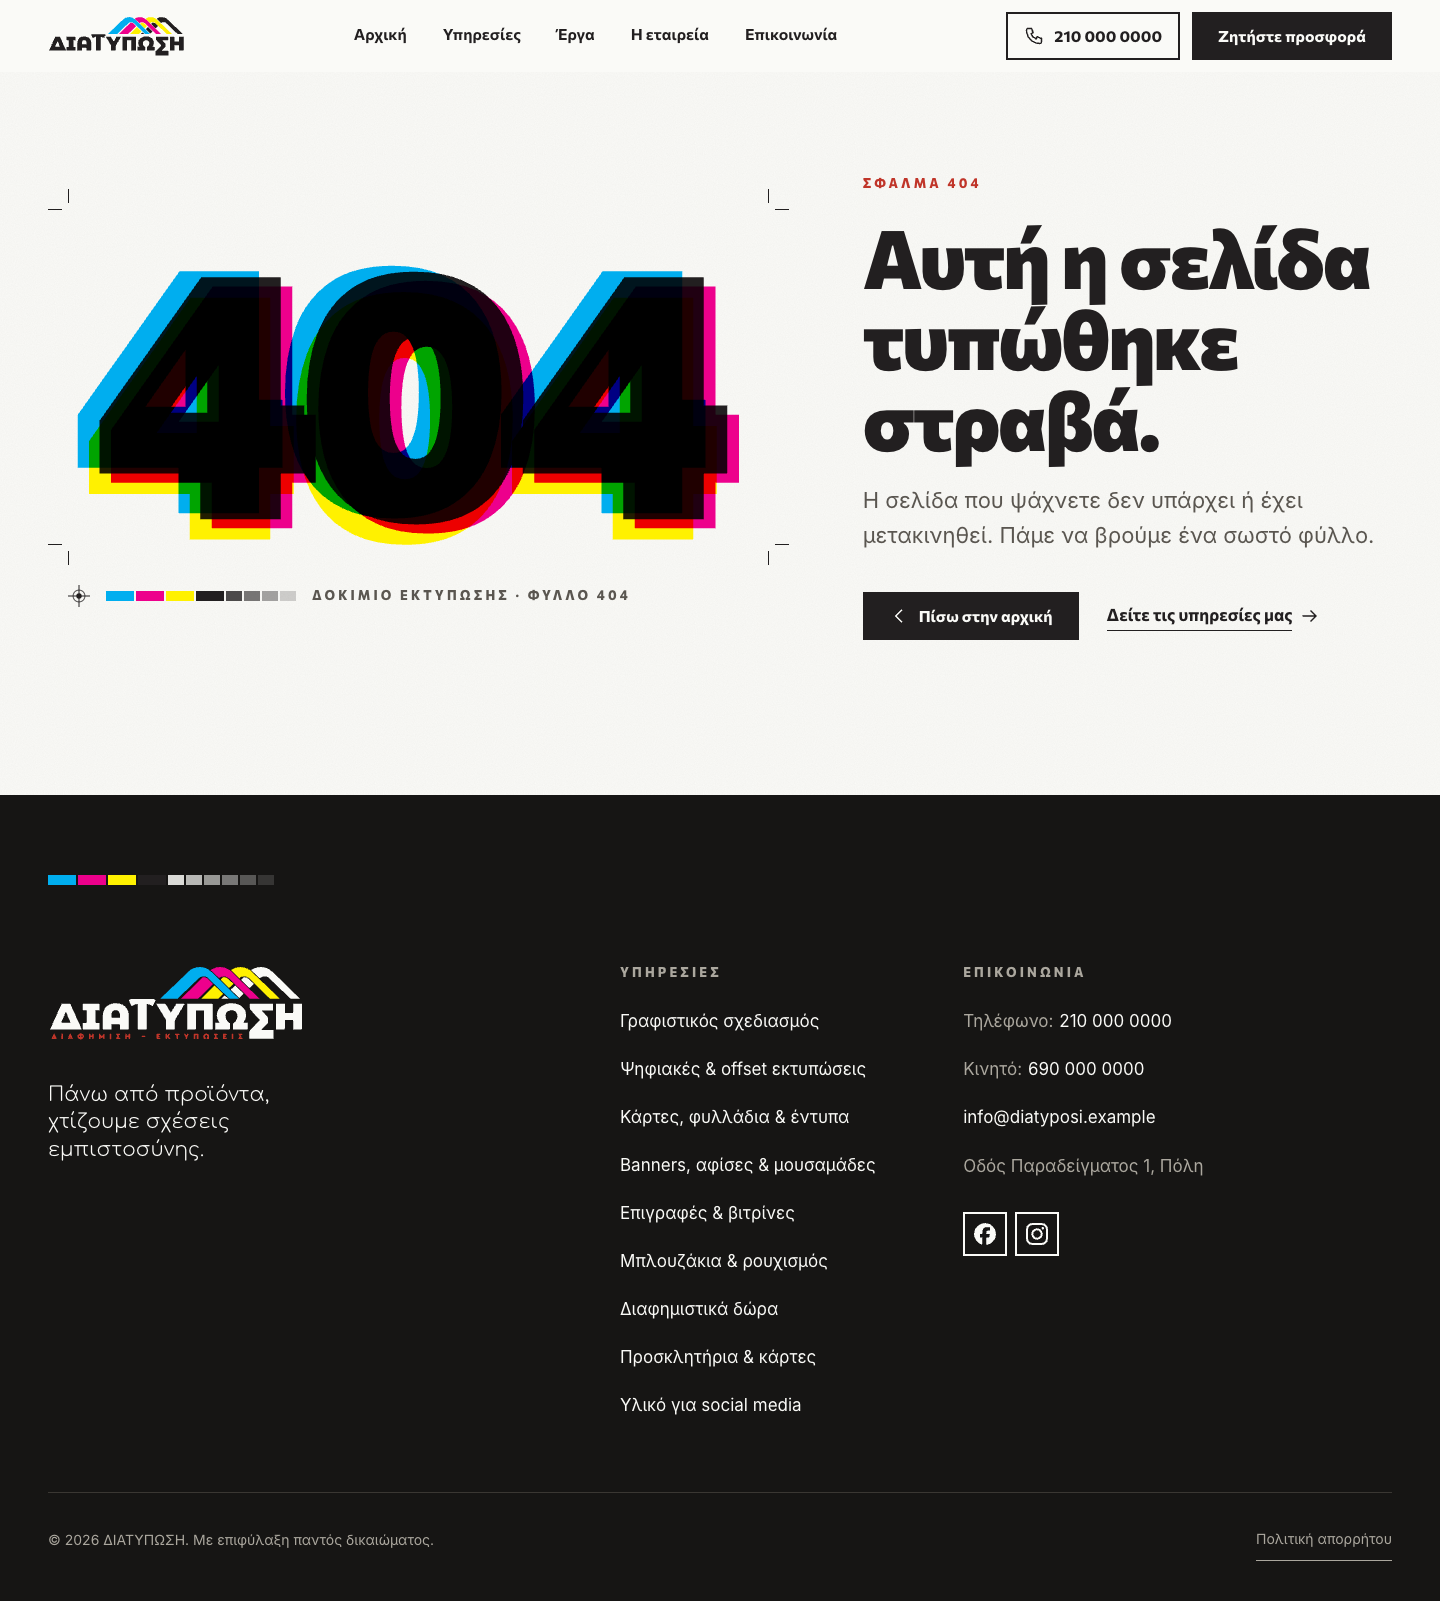 ΔΙΑΤΥΠΩΣΗ
Αρχική
Υπηρεσίες
Έργα
Η εταιρεία
Επικοινωνία
210 000 0000
Ζητήστε προσφορά
404
ΔΟΚΙΜΙΟ ΕΚΤΥΠΩΣΗΣ · ΦΥΛΛΟ 404
ΣΦΑΛΜΑ 404
Αυτή η σελίδα
τυπώθηκε
στραβά.
Η σελίδα που ψάχνετε δεν υπάρχει ή έχει
μετακινηθεί. Πάμε να βρούμε ένα σωστό φύλλο.
Πίσω στην αρχική
Δείτε τις υπηρεσίες μας
ΔΙΑΤΥΠΩΣΗ
ΔΙΑΦΗΜΙΣΗ - ΕΚΤΥΠΩΣΕΙΣ
Πάνω από προϊόντα,
χτίζουμε σχέσεις
εμπιστοσύνης.
ΥΠΗΡΕΣΙΕΣ
Γραφιστικός σχεδιασμός
Ψηφιακές & offset εκτυπώσεις
Κάρτες, φυλλάδια & έντυπα
Banners, αφίσες & μουσαμάδες
Επιγραφές & βιτρίνες
Μπλουζάκια & ρουχισμός
Διαφημιστικά δώρα
Προσκλητήρια & κάρτες
Υλικό για social media
ΕΠΙΚΟΙΝΩΝΙΑ
Τηλέφωνο: 210 000 0000
Κινητό: 690 000 0000
info@diatyposi.example
Οδός Παραδείγματος 1, Πόλη
© 2026 ΔΙΑΤΥΠΩΣΗ. Με επιφύλαξη παντός δικαιώματος.
Πολιτική απορρήτου